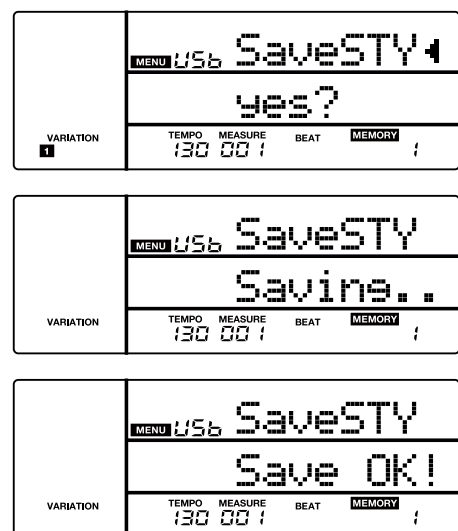 MENU USb SaveSTY
yes?
VARIATION TEMPO MEASURE BEAT MEMORY
1 130 001 1
MENU USb SaveSTY
Saving..
VARIATION TEMPO MEASURE BEAT MEMORY
130 001 1
MENU USb SaveSTY
Save OK!
VARIATION TEMPO MEASURE BEAT MEMORY
130 001 1